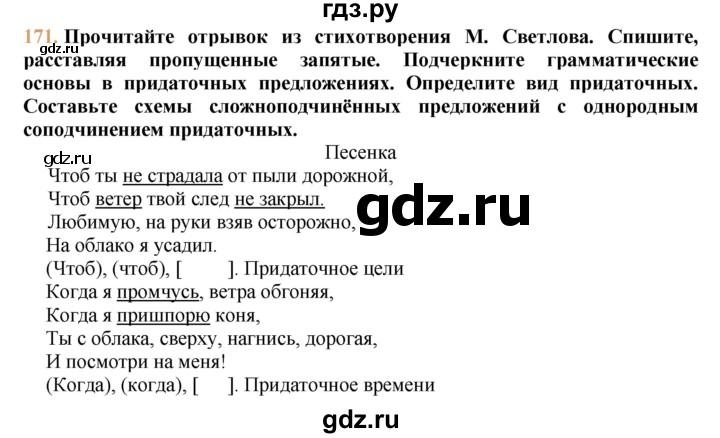 гдз.ру
171. Прочитайте отрывок из стихотворения М. Светлова. Спишите,
расставляя пропущенные запятые. Подчеркните грамматические
основы в придаточных предложениях. Определите вид придаточных.
Составьте схемы сложноподчинённых предложений с однородным
соподчинением придаточных.
gdz.ru
Песенка
Чтоб ты не страдала от пыли дорожной,
Чтоб ветер твой след не закрыл.
gdz.ru
Любимую, на руки взяв осторожно,
На облако я усадил.
(Чтоб), (чтоб), [ ]. Придаточное цели
Когда я промчусь, ветра обгоняя,
Когда я пришпорю коня,
Ты с облака, сверху, нагнись, дорогая,
И посмотри на меня!
gdz.ru
(Когда), (когда), [ ]. Придаточное времени
gdz.ru